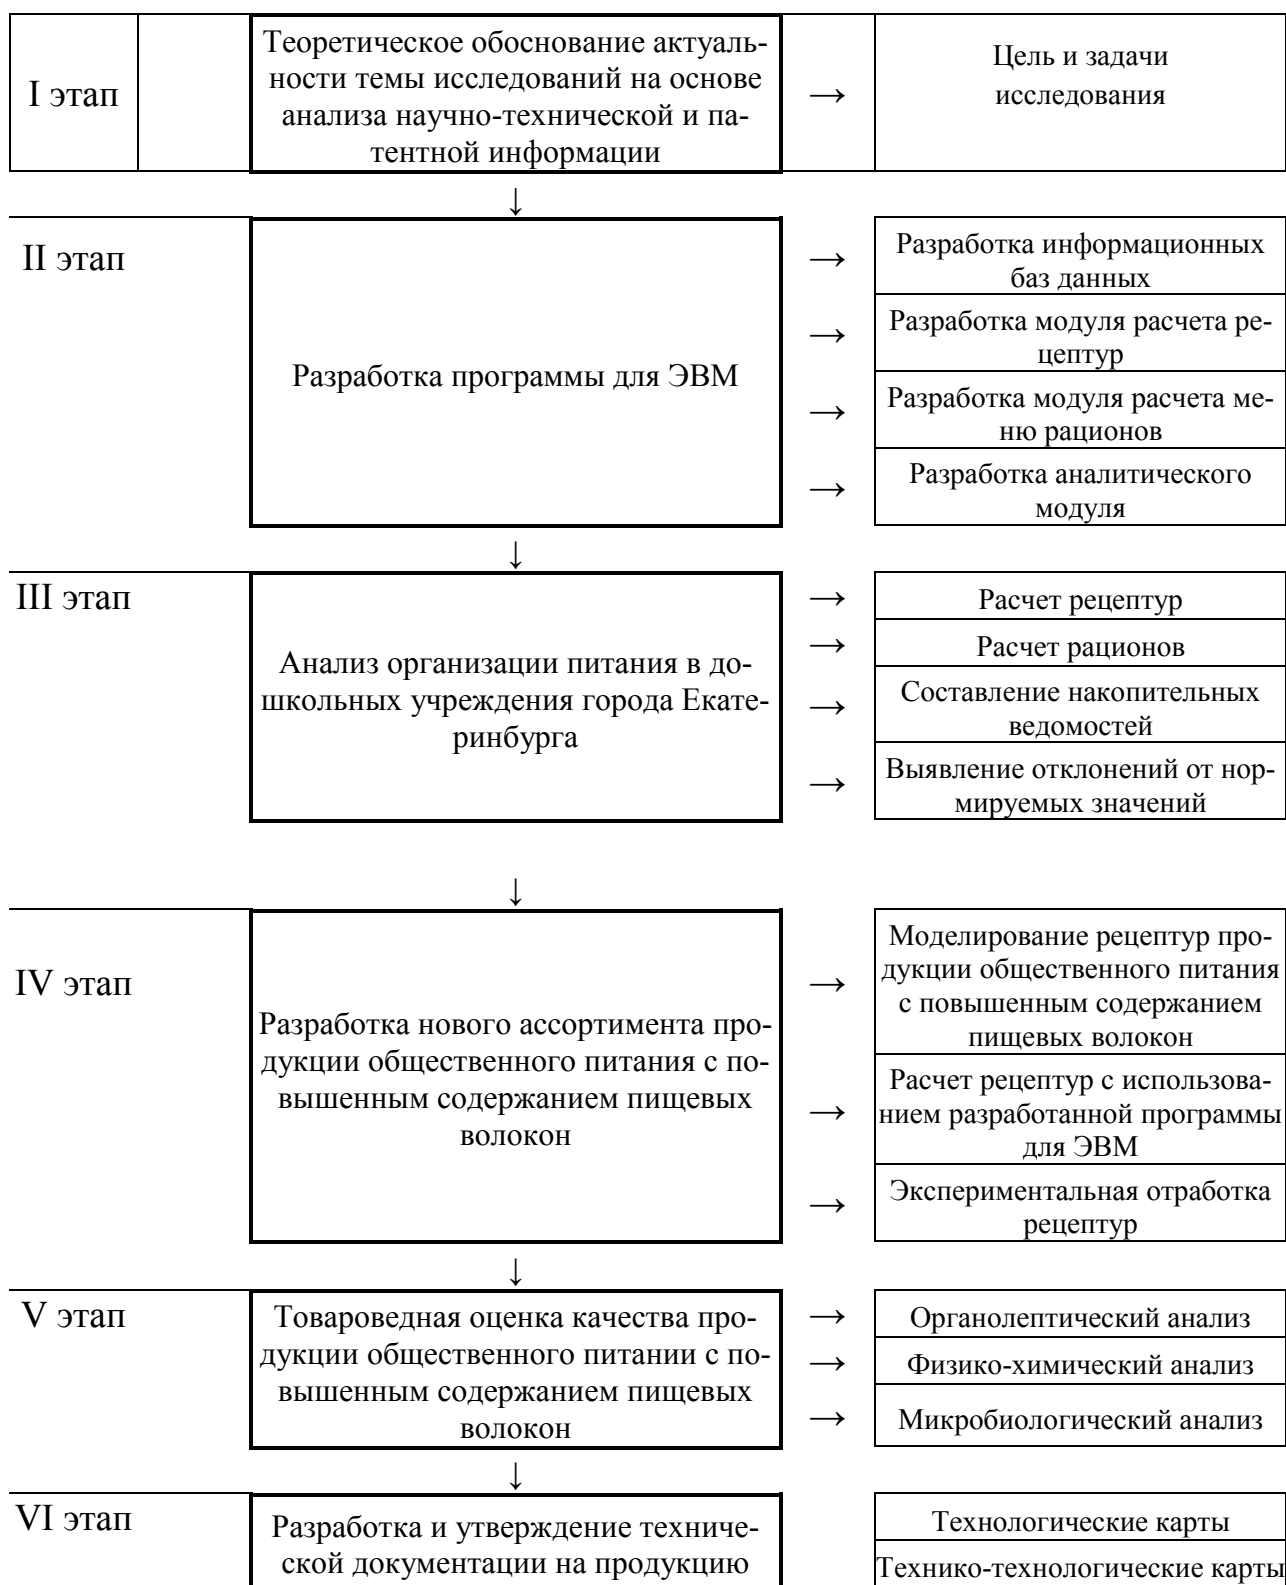 I этап
Теоретическое обоснование актуаль-
ности темы исследований на основе
анализа научно-технической и па-
тентной информации
→
Цель и задачи
исследования
↓
II этап
Разработка программы для ЭВМ
→
Разработка информационных
баз данных
→
Разработка модуля расчета ре-
цептур
→
Разработка модуля расчета ме-
ню рационов
→
Разработка аналитического
модуля
↓
III этап
Анализ организации питания в до-
школьных учреждения города Екате-
ринбурга
→
Расчет рецептур
→
Расчет рационов
→
Составление накопительных
ведомостей
→
Выявление отклонений от нор-
мируемых значений
↓
IV этап
Разработка нового ассортимента про-
дукции общественного питания с по-
вышенным содержанием пищевых
волокон
→
Моделирование рецептур про-
дукции общественного питания
с повышенным содержанием
пищевых волокон
→
Расчет рецептур с использова-
нием разработанной программы
для ЭВМ
→
Экспериментальная отработка
рецептур
↓
V этап
Товароведная оценка качества про-
дукции общественного питании с по-
вышенным содержанием пищевых
волокон
→
Органолептический анализ
→
Физико-химический анализ
→
Микробиологический анализ
↓
VI этап
Разработка и утверждение техниче-
ской документации на продукцию
Технологические карты
Технико-технологические карты